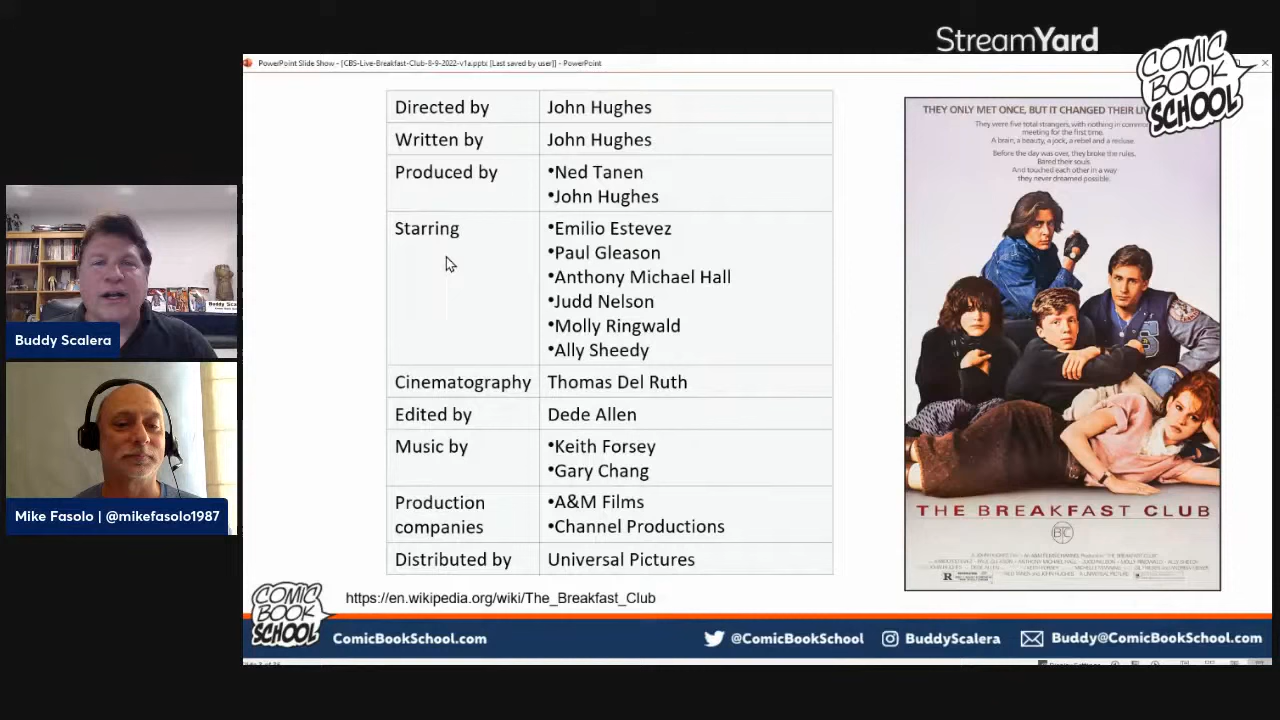 StreamYard
PowerPoint Slide Show - [CBS-Live-Breakfast-Club-8-9-2022-v1a.pptx [Last saved by user]] - PowerPoint
COMIC
BOOK
SCHOOL
Directed by John Hughes
Written by John Hughes
Produced by •Ned Tanen
•John Hughes
Starring •Emilio Estevez
•Paul Gleason
•Anthony Michael Hall
•Judd Nelson
•Molly Ringwald
•Ally Sheedy
Cinematography Thomas Del Ruth
Edited by Dede Allen
Music by •Keith Forsey
•Gary Chang
Production •A&M Films
companies •Channel Productions
Distributed by Universal Pictures
https://en.wikipedia.org/wiki/The_Breakfast_Club
THEY ONLY MET ONCE, BUT IT CHANGED THEIR
They were five total strangers, with nothing in common,
meeting for the first time.
A brain, a beauty, a jock, a rebel and a recluse.
Before the day was over, they broke the rules.
Bared their souls.
And touched each other in a way
they never dreamed possible.
THE BREAKFAST CLUB
R
Buddy Scalera
Mike Fasolo | @mikefasolo1987
COMIC
BOOK
SCHOOL
ComicBookSchool.com @ComicBookSchool BuddyScalera Buddy@ComicBookSchool.com